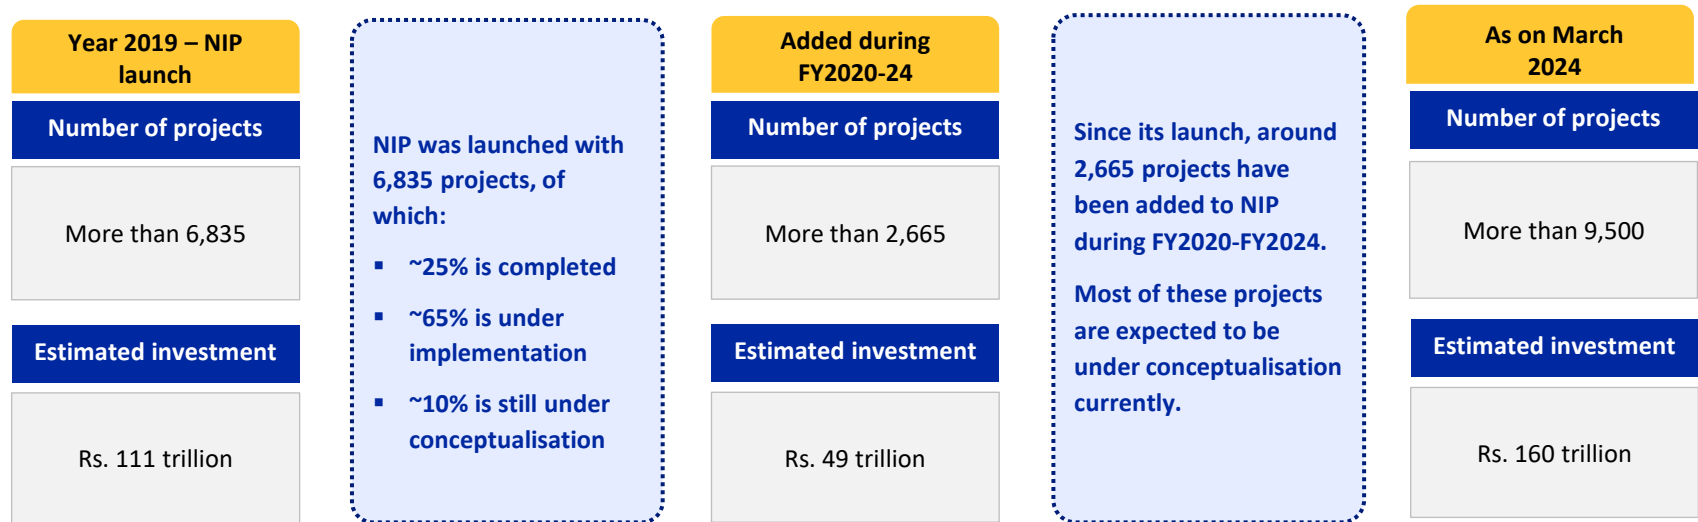 Year 2019 – NIP
launch
Number of projects
More than 6,835
Estimated investment
Rs. 111 trillion
NIP was launched with
6,835 projects, of
which:
▪ ~25% is completed
▪ ~65% is under
implementation
▪ ~10% is still under
conceptualisation
Added during
FY2020-24
Number of projects
More than 2,665
Estimated investment
Rs. 49 trillion
Since its launch, around
2,665 projects have
been added to NIP
during FY2020-FY2024.
Most of these projects
are expected to be
under conceptualisation
currently.
As on March
2024
Number of projects
More than 9,500
Estimated investment
Rs. 160 trillion